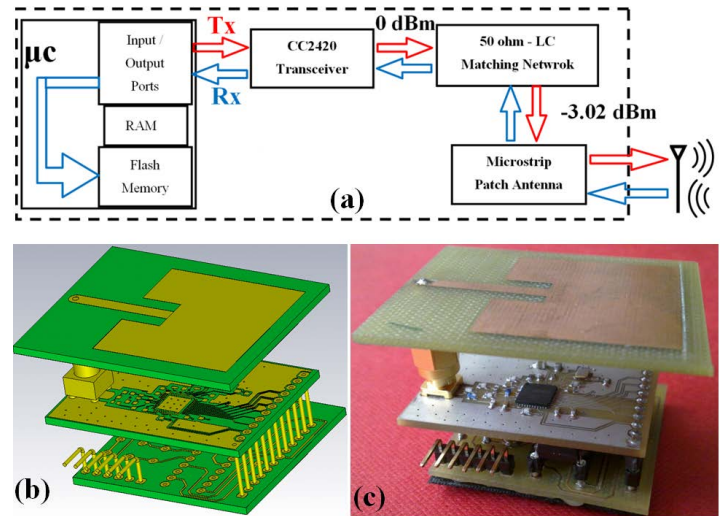 µc
Input /
Output
Ports
RAM
Flash
Memory
Tx
Rx
CC2420
Transceiver
0 dBm
50 ohm - LC
Matching Netwrok
-3.02 dBm
Microstrip
Patch Antenna
(a)
(b)
(c)